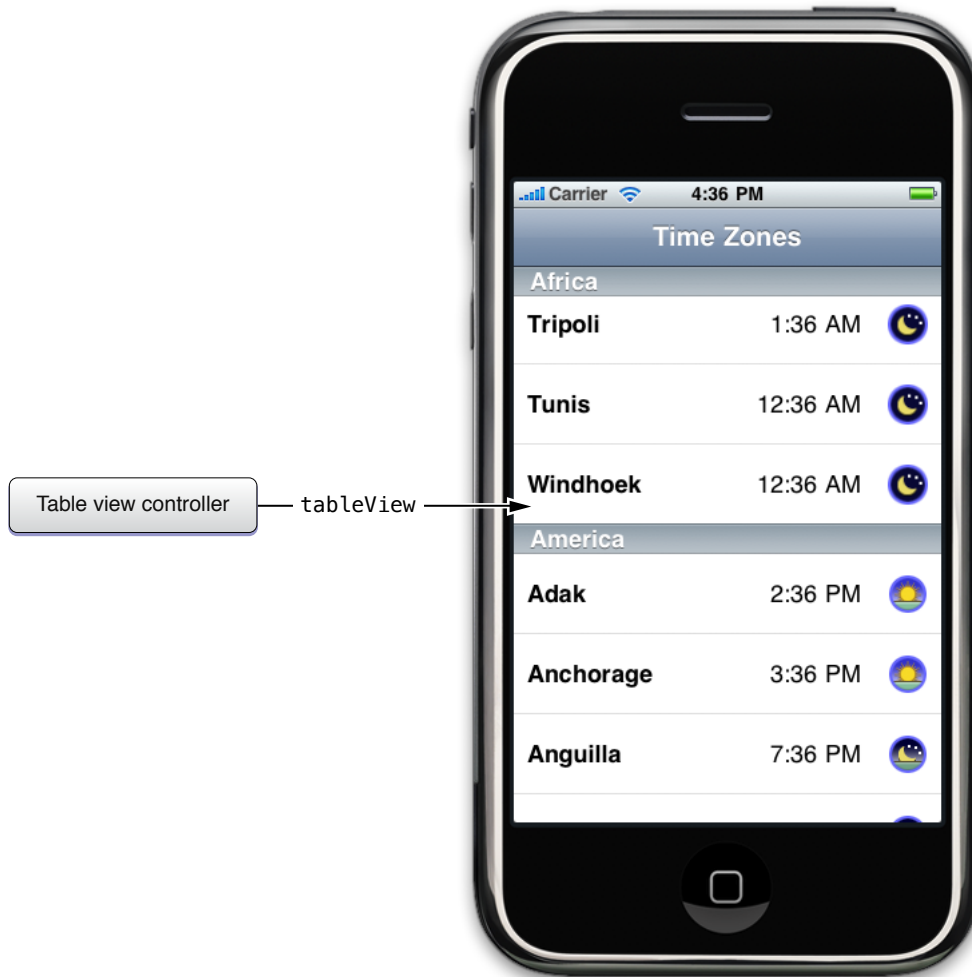 Carrier 4:36 PM
Time Zones
Africa
Tripoli 1:36 AM
Tunis 12:36 AM
Windhoek 12:36 AM
Table view controller tableView
America
Adak 2:36 PM
Anchorage 3:36 PM
Anguilla 7:36 PM